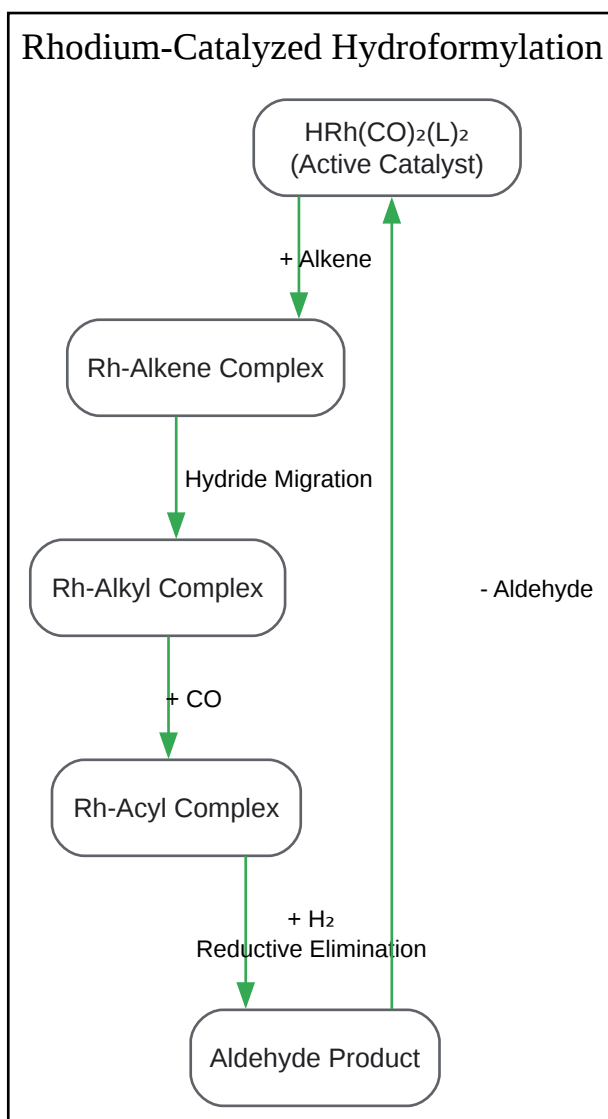 Rhodium-Catalyzed Hydroformylation
HRh(CO)₂(L)₂
(Active Catalyst)
+ Alkene
Rh-Alkene Complex
Hydride Migration
Rh-Alkyl Complex
- Aldehyde
+ CO
Rh-Acyl Complex
+ H₂
Reductive Elimination
Aldehyde Product